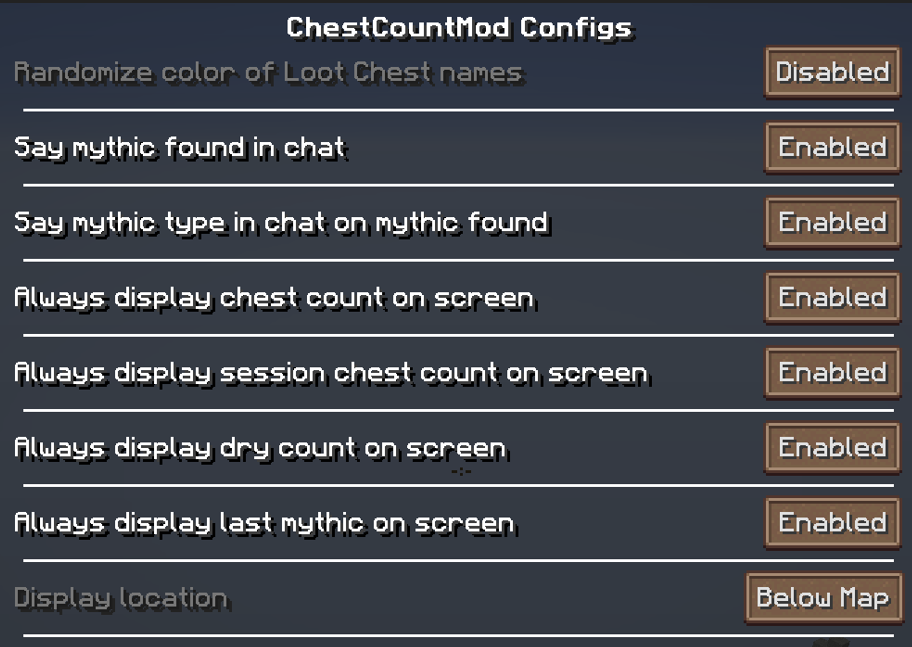 ChestCountMod Configs
Randomize color of Loot Chest names Disabled
Say mythic found in chat Enabled
Say mythic type in chat on mythic found Enabled
Always display chest count on screen Enabled
Always display session chest count on screen Enabled
Always display dry count on screen Enabled
Always display last mythic on screen Enabled
Display location Below Map